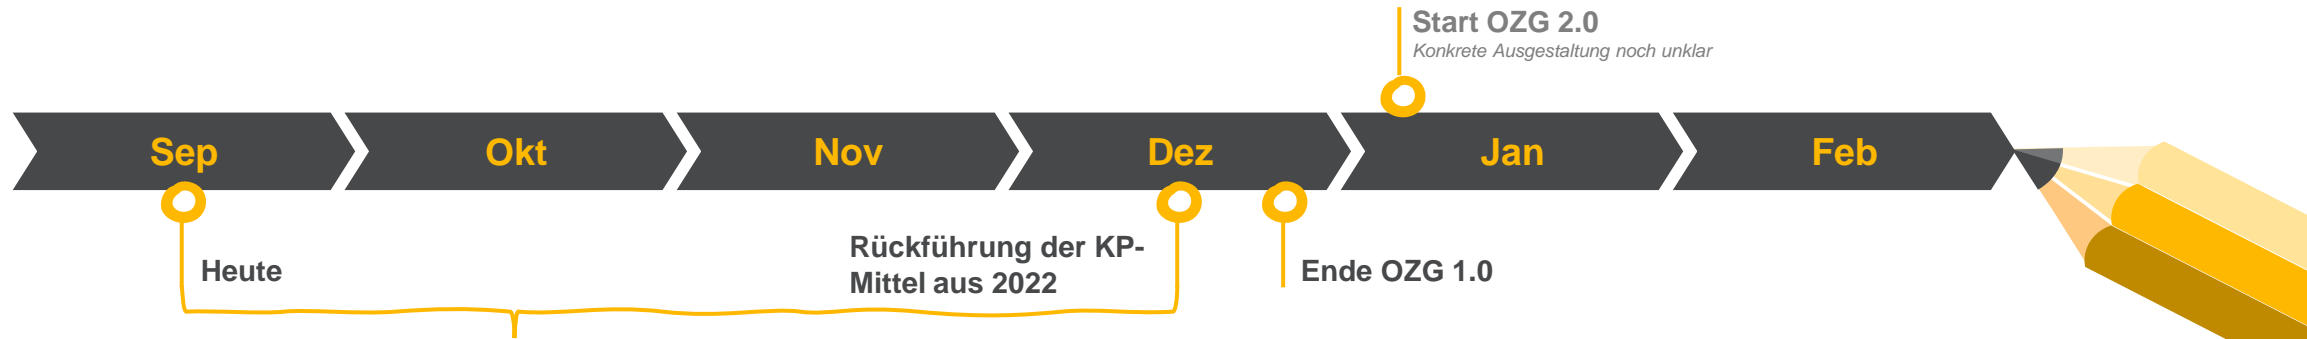 Start OZG 2.0
Konkrete Ausgestaltung noch unklar
Sep
Okt
Nov
Dez
Jan
Feb
Heute
Rückführung der KP-
Mittel aus 2022
Ende OZG 1.0